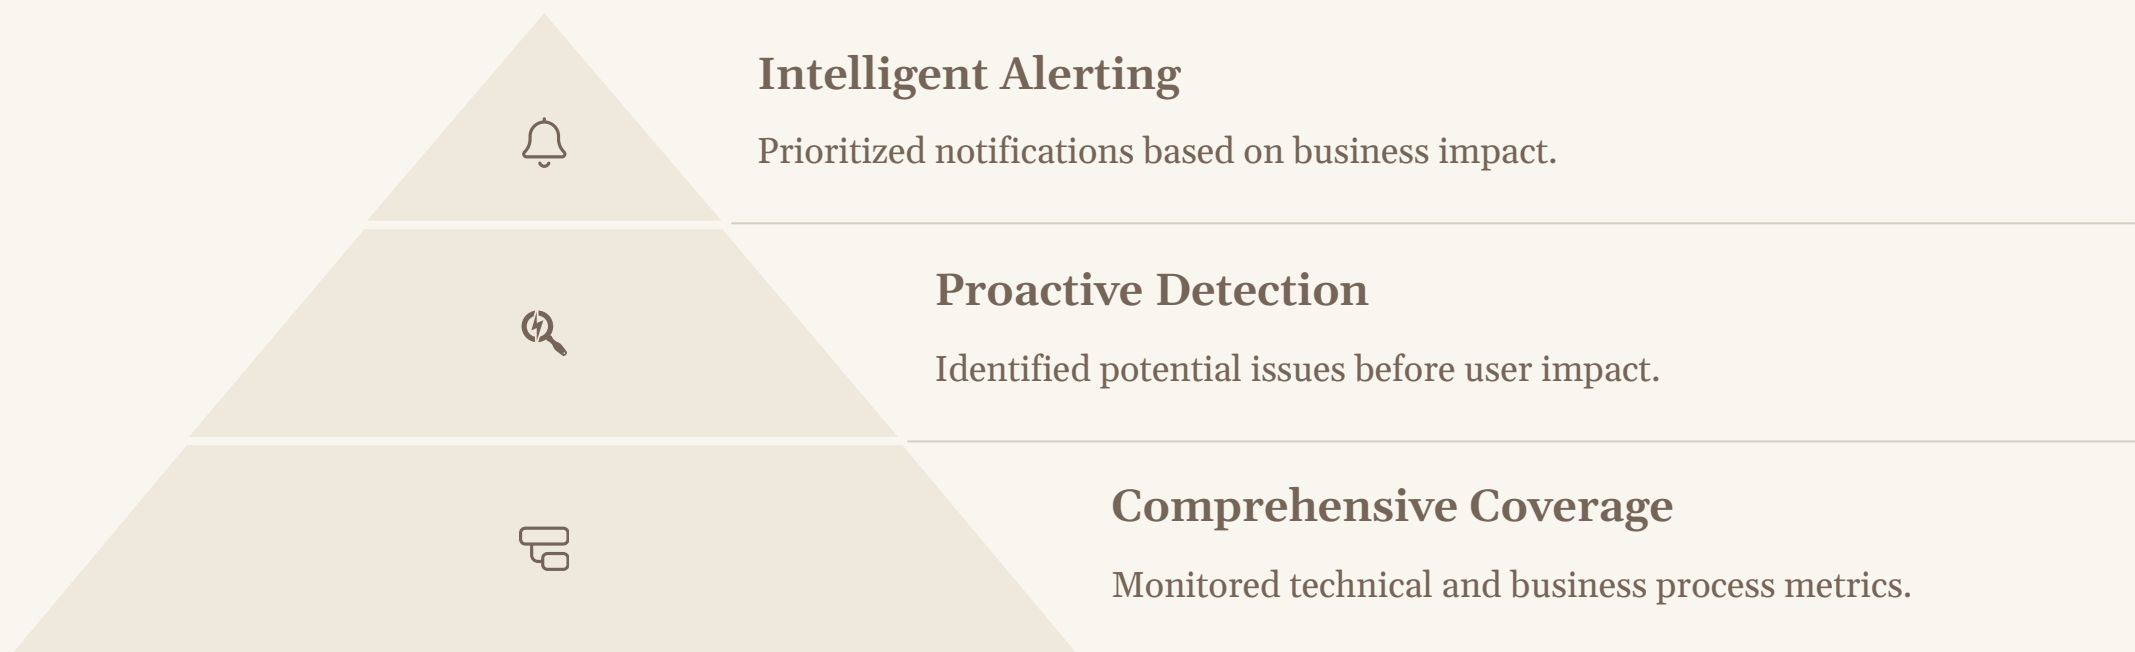 Intelligent Alerting
Prioritized notifications based on business impact.
Proactive Detection
Identified potential issues before user impact.
Comprehensive Coverage
Monitored technical and business process metrics.